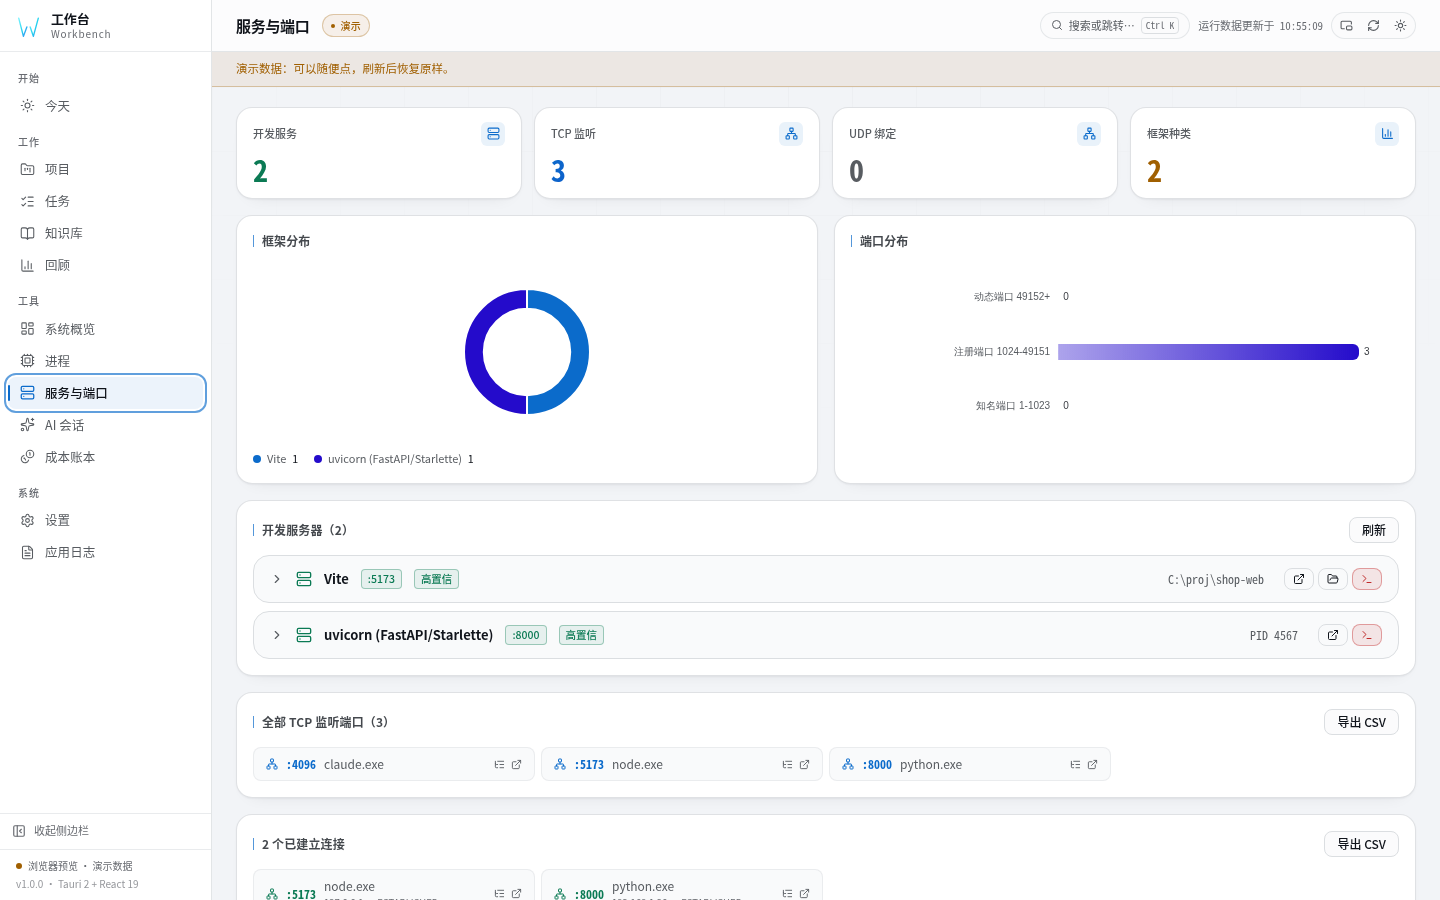 工作台
Workbench
开始
今天
工作
项目
任务
知识库
回顾
工具
系统概览
进程
服务与端口
AI 会话
成本账本
系统
设置
应用日志
收起侧边栏
浏览器预览 · 演示数据
v1.0.0 · Tauri 2 + React 19
服务与端口 演示
搜索或跳转… Ctrl K 运行数据更新于 10:55:09
演示数据：可以随便点，刷新后恢复原样。
开发服务
2
TCP 监听
3
UDP 绑定
0
框架种类
2
框架分布
Vite 1 uvicorn (FastAPI/Starlette) 1
端口分布
动态端口 49152+ 0
注册端口 1024-49151 3
知名端口 1-1023 0
开发服务器（2） 刷新
Vite :5173 高置信 C:\proj\shop-web
uvicorn (FastAPI/Starlette) :8000 高置信 PID 4567
全部 TCP 监听端口（3） 导出 CSV
:4096 claude.exe :5173 node.exe :8000 python.exe
2 个已建立连接 导出 CSV
:5173 node.exe :8000 python.exe